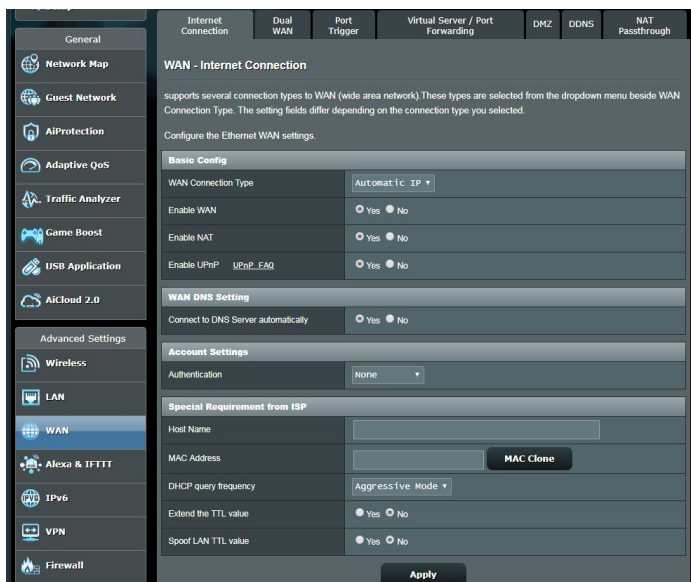 General
Network Map
Guest Network
AiProtection
Adaptive QoS
Traffic Analyzer
Game Boost
USB Application
AiCloud 2.0
Advanced Settings
Wireless
LAN
WAN
Alexa & IFTTT
IPv6
VPN
Firewall
Internet Connection
Dual WAN
Port Trigger
Virtual Server / Port Forwarding
DMZ
DDNS
NAT Passthrough
WAN - Internet Connection
supports several connection types to WAN (wide area network).These types are selected from the dropdown menu beside WAN
Connection Type. The setting fields differ depending on the connection type you selected.
Configure the Ethernet WAN settings.
Basic Config
WAN Connection Type Automatic IP
Enable WAN Yes No
Enable NAT Yes No
Enable UPnP UPnP FAQ Yes No
WAN DNS Setting
Connect to DNS Server automatically Yes No
Account Settings
Authentication None
Special Requirement from ISP
Host Name
MAC Address MAC Clone
DHCP query frequency Aggressive Mode
Extend the TTL value Yes No
Spoof LAN TTL value Yes No
Apply